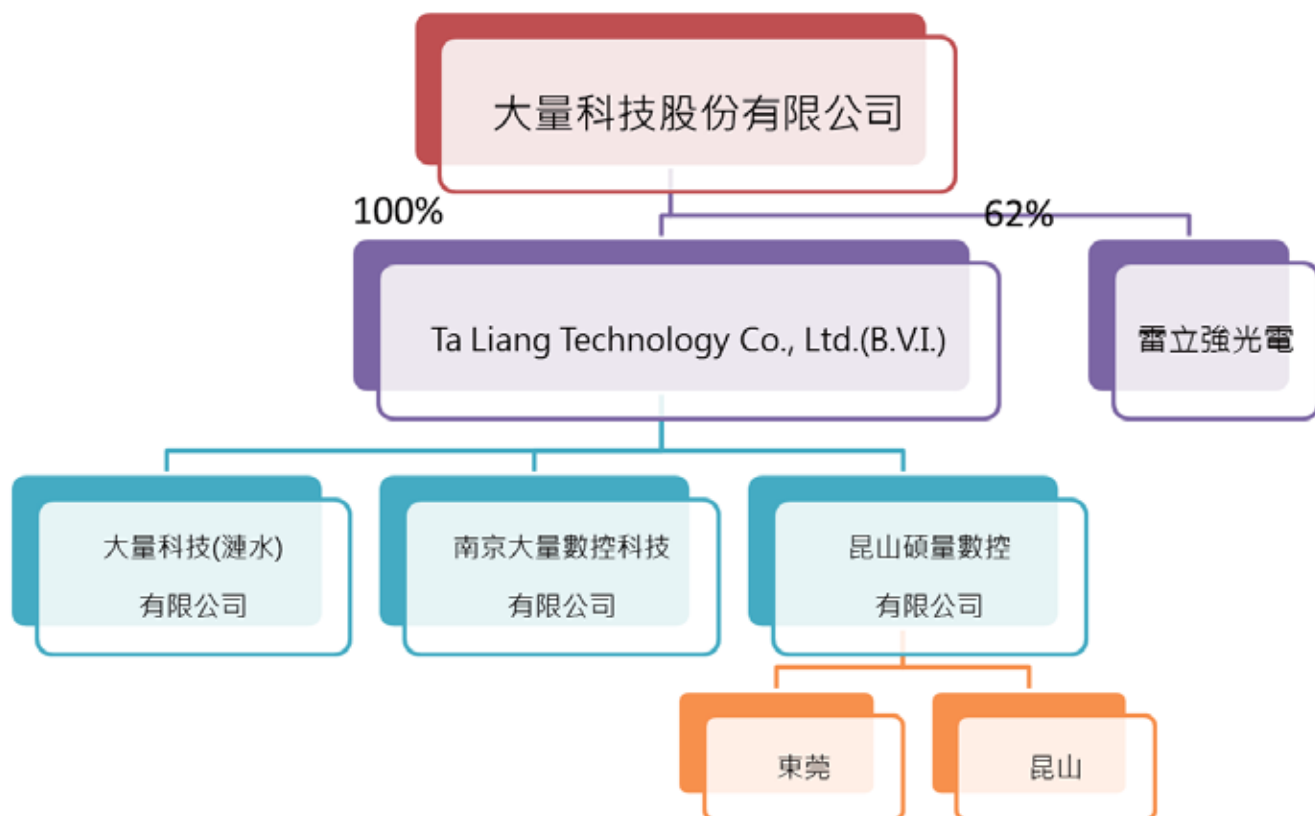 大量科技股份有限公司
100%
62%
Ta Liang Technology Co., Ltd.(B.V.I.)
雷立強光電
大量科技(漣水)
有限公司
南京大量數控科技
有限公司
昆山碩量數控
有限公司
東莞
昆山